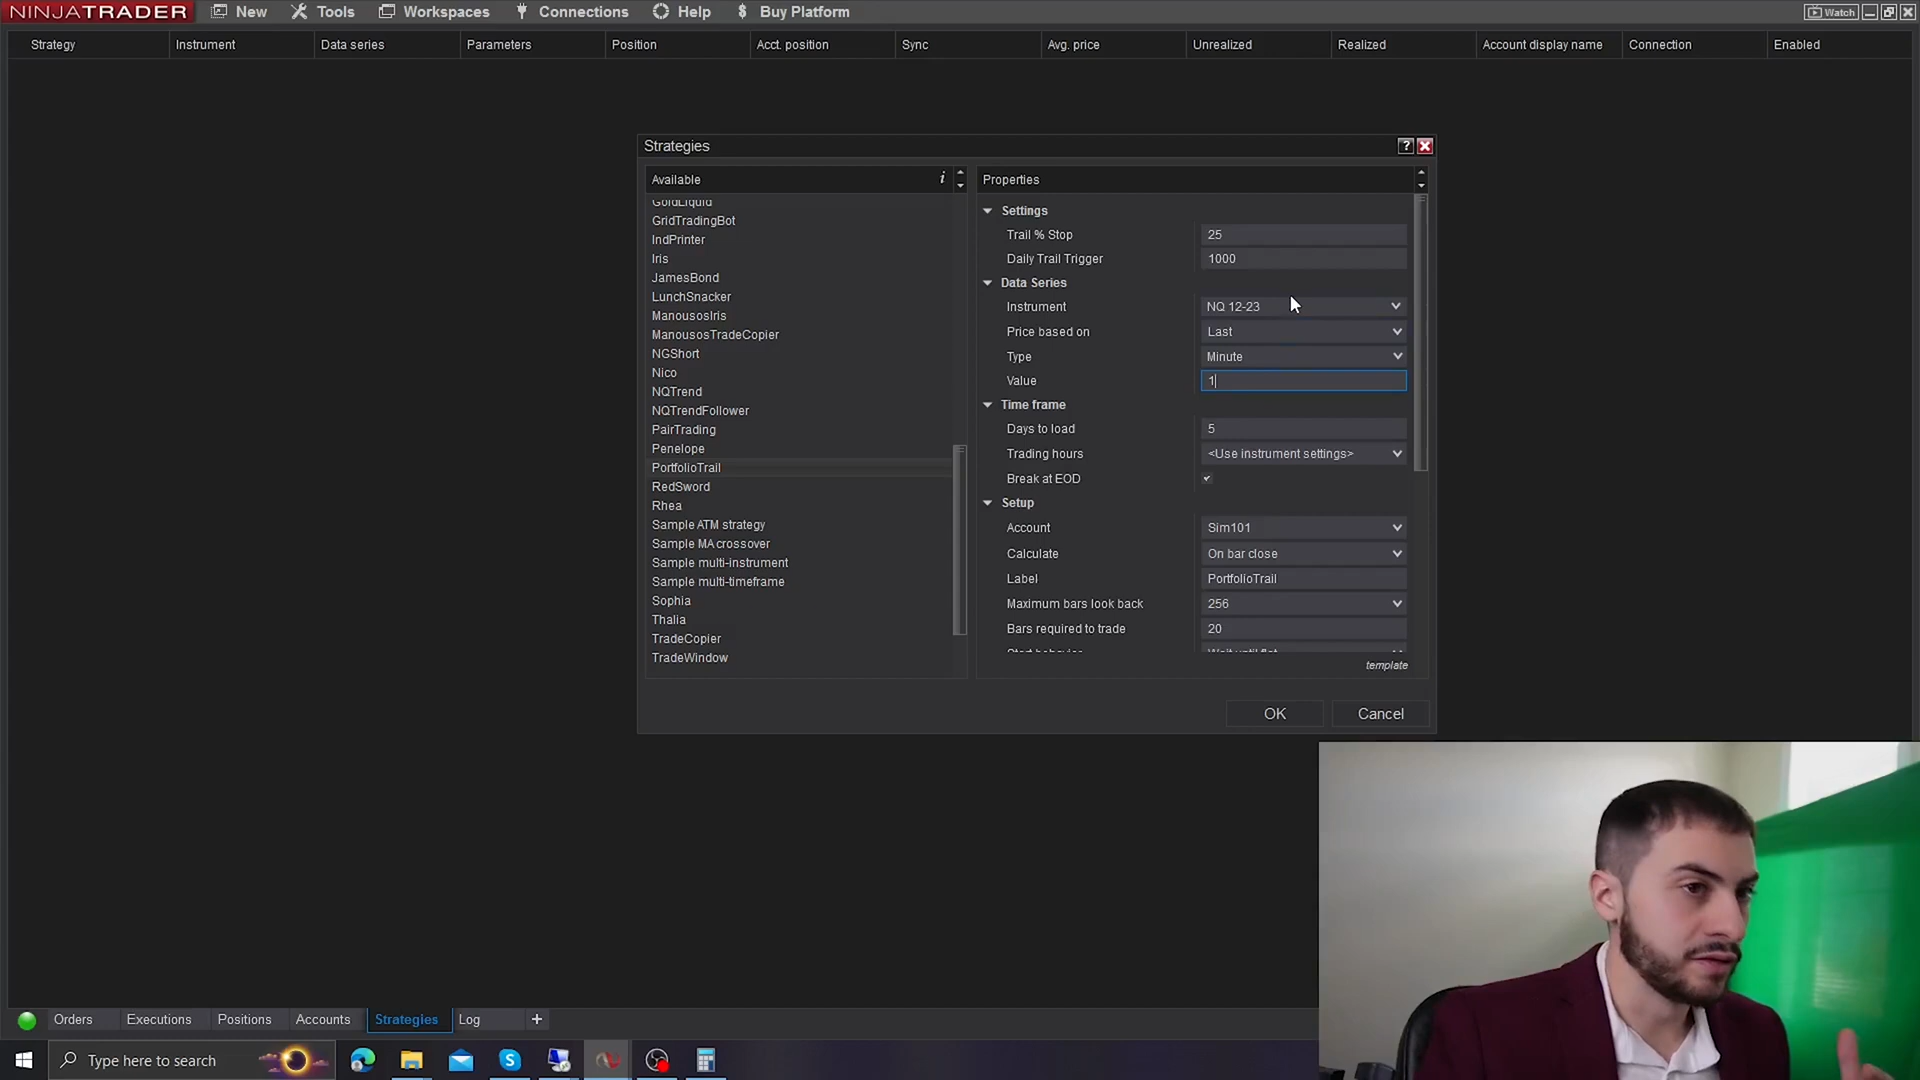 NINJATRADER New Tools Workspaces Connections Help $ Buy Platform Watch
Strategy Instrument Data series Parameters Position Acct. position Sync Avg. price Unrealized Realized Account display name Connection Enabled
Strategies ?
Available i
GoldLiquid
GridTradingBot
IndPrinter
Iris
JamesBond
LunchSnacker
ManousosIris
ManousosTradeCopier
NGShort
Nico
NQTrend
NQTrendFollower
PairTrading
Penelope
PortfolioTrail
RedSword
Rhea
Sample ATM strategy
Sample MA crossover
Sample multi-instrument
Sample multi-timeframe
Sophia
Thalia
TradeCopier
TradeWindow
Properties
Settings
Trail % Stop 25
Daily Trail Trigger 1000
Data Series
Instrument NQ 12-23
Price based on Last
Type Minute
Value 1
Time frame
Days to load 5
Trading hours <Use instrument settings>
Break at EOD
Setup
Account Sim101
Calculate On bar close
Label PortfolioTrail
Maximum bars look back 256
Bars required to trade 20
Start behavior Wait until flat
template
OK Cancel
Orders Executions Positions Accounts Strategies Log +
Type here to search